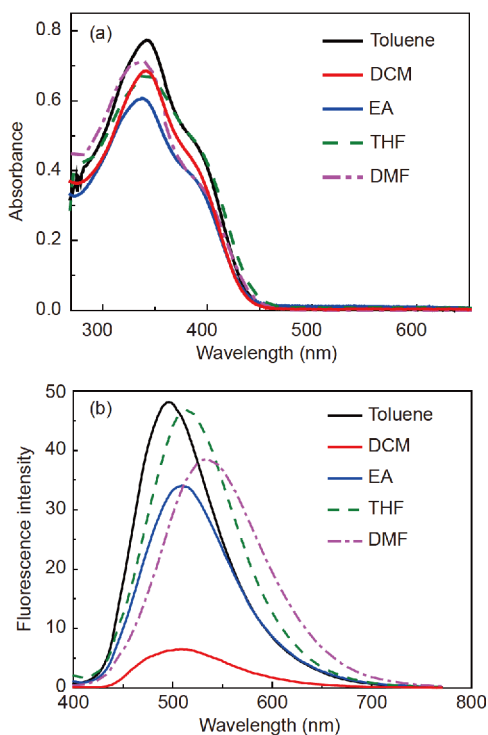 (a)
Toluene
DCM
EA
THF
DMF
Absorbance
0.8
0.6
0.4
0.2
0.0
300 400 500 600
Wavelength (nm)
(b)
Toluene
DCM
EA
THF
DMF
Fluorescence intensity
50
40
30
20
10
0
400 500 600 700 800
Wavelength (nm)